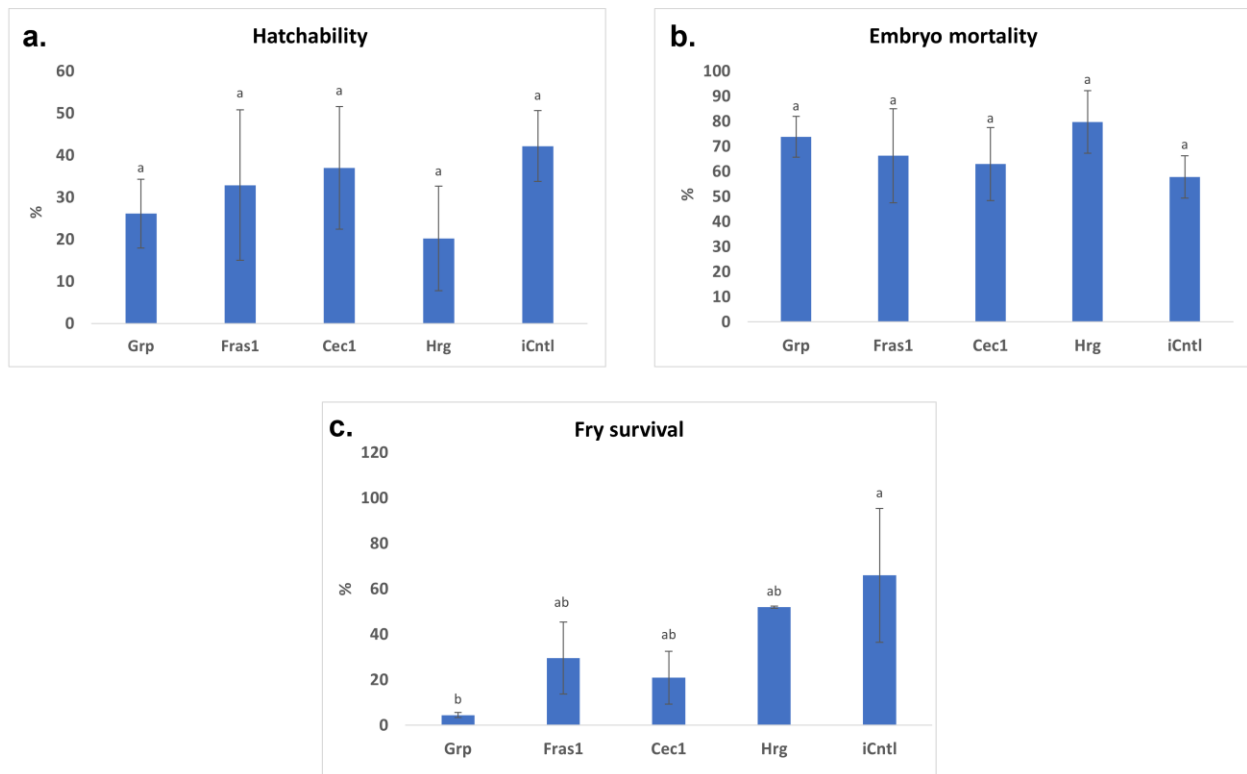 a.
Hatchability
60
50
40
30
20
10
0
%
a
a
a
a
a
Grp Fras1 Cec1 Hrg iCntl
b.
Embryo mortality
100
90
80
70
60
50
40
30
20
10
0
%
a
a
a
a
a
Grp Fras1 Cec1 Hrg iCntl
c.
Fry survival
120
100
80
60
40
20
0
%
b
ab
ab
ab
a
Grp Fras1 Cec1 Hrg iCntl